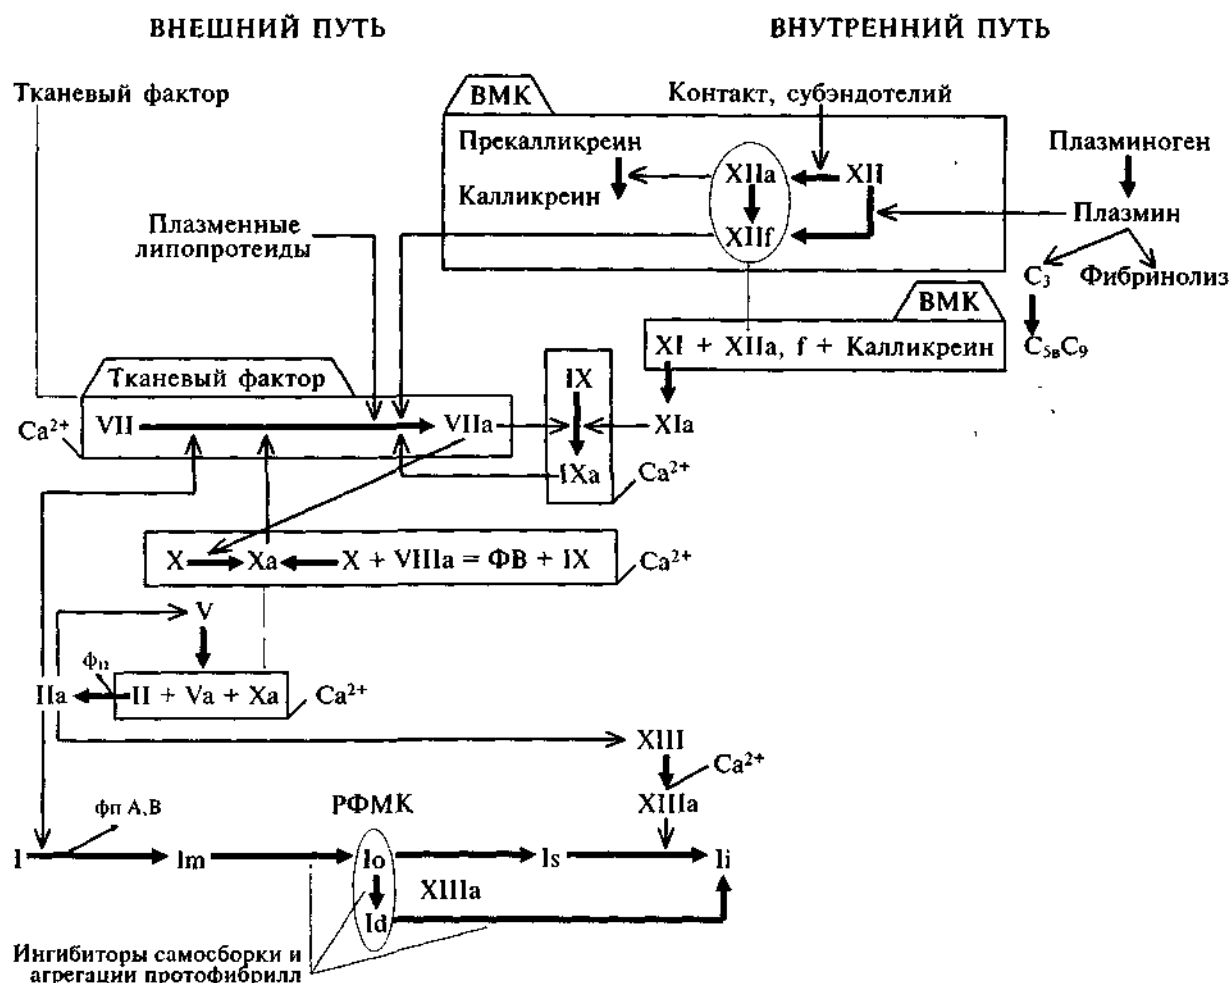 ВНЕШНИЙ ПУТЬ
ВНУТРЕННИЙ ПУТЬ
Тканевый фактор
ВМК
Контакт, субэндотелий
Прекалликреин
XIIa
XII
Плазминоген
Калликреин
Плазмин
Плазменные
липопротеиды
XIIf
C₃
Фибринолиз
ВМК
XI + XIIa, f + Калликреин
C₅вC₉
Тканевый фактор
IX
Ca²⁺
VII
VIIa
XIa
IXa
Ca²⁺
X
Xa
X + VIIIa = ФВ + IX
Ca²⁺
V
ф₁₂
IIa
II + Va + Xa
Ca²⁺
XIII
Ca²⁺
XIIIa
фп А,В
РФМК
I
Im
Io
Is
Ii
XIIIa
Id
Ингибиторы самосборки и
агрегации протофибрилл